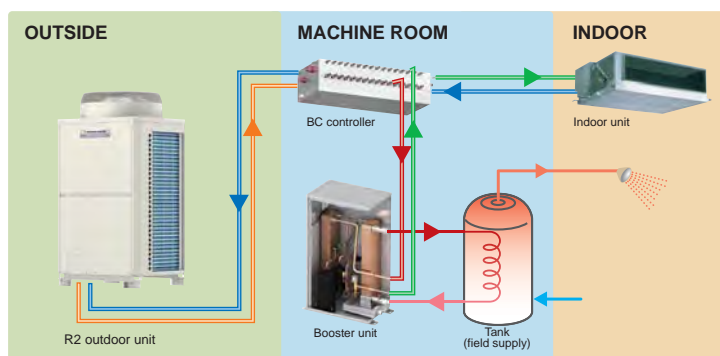 OUTSIDE
MACHINE ROOM
INDOOR
BC controller
Indoor unit
R2 outdoor unit
Booster unit
Tank
(field supply)